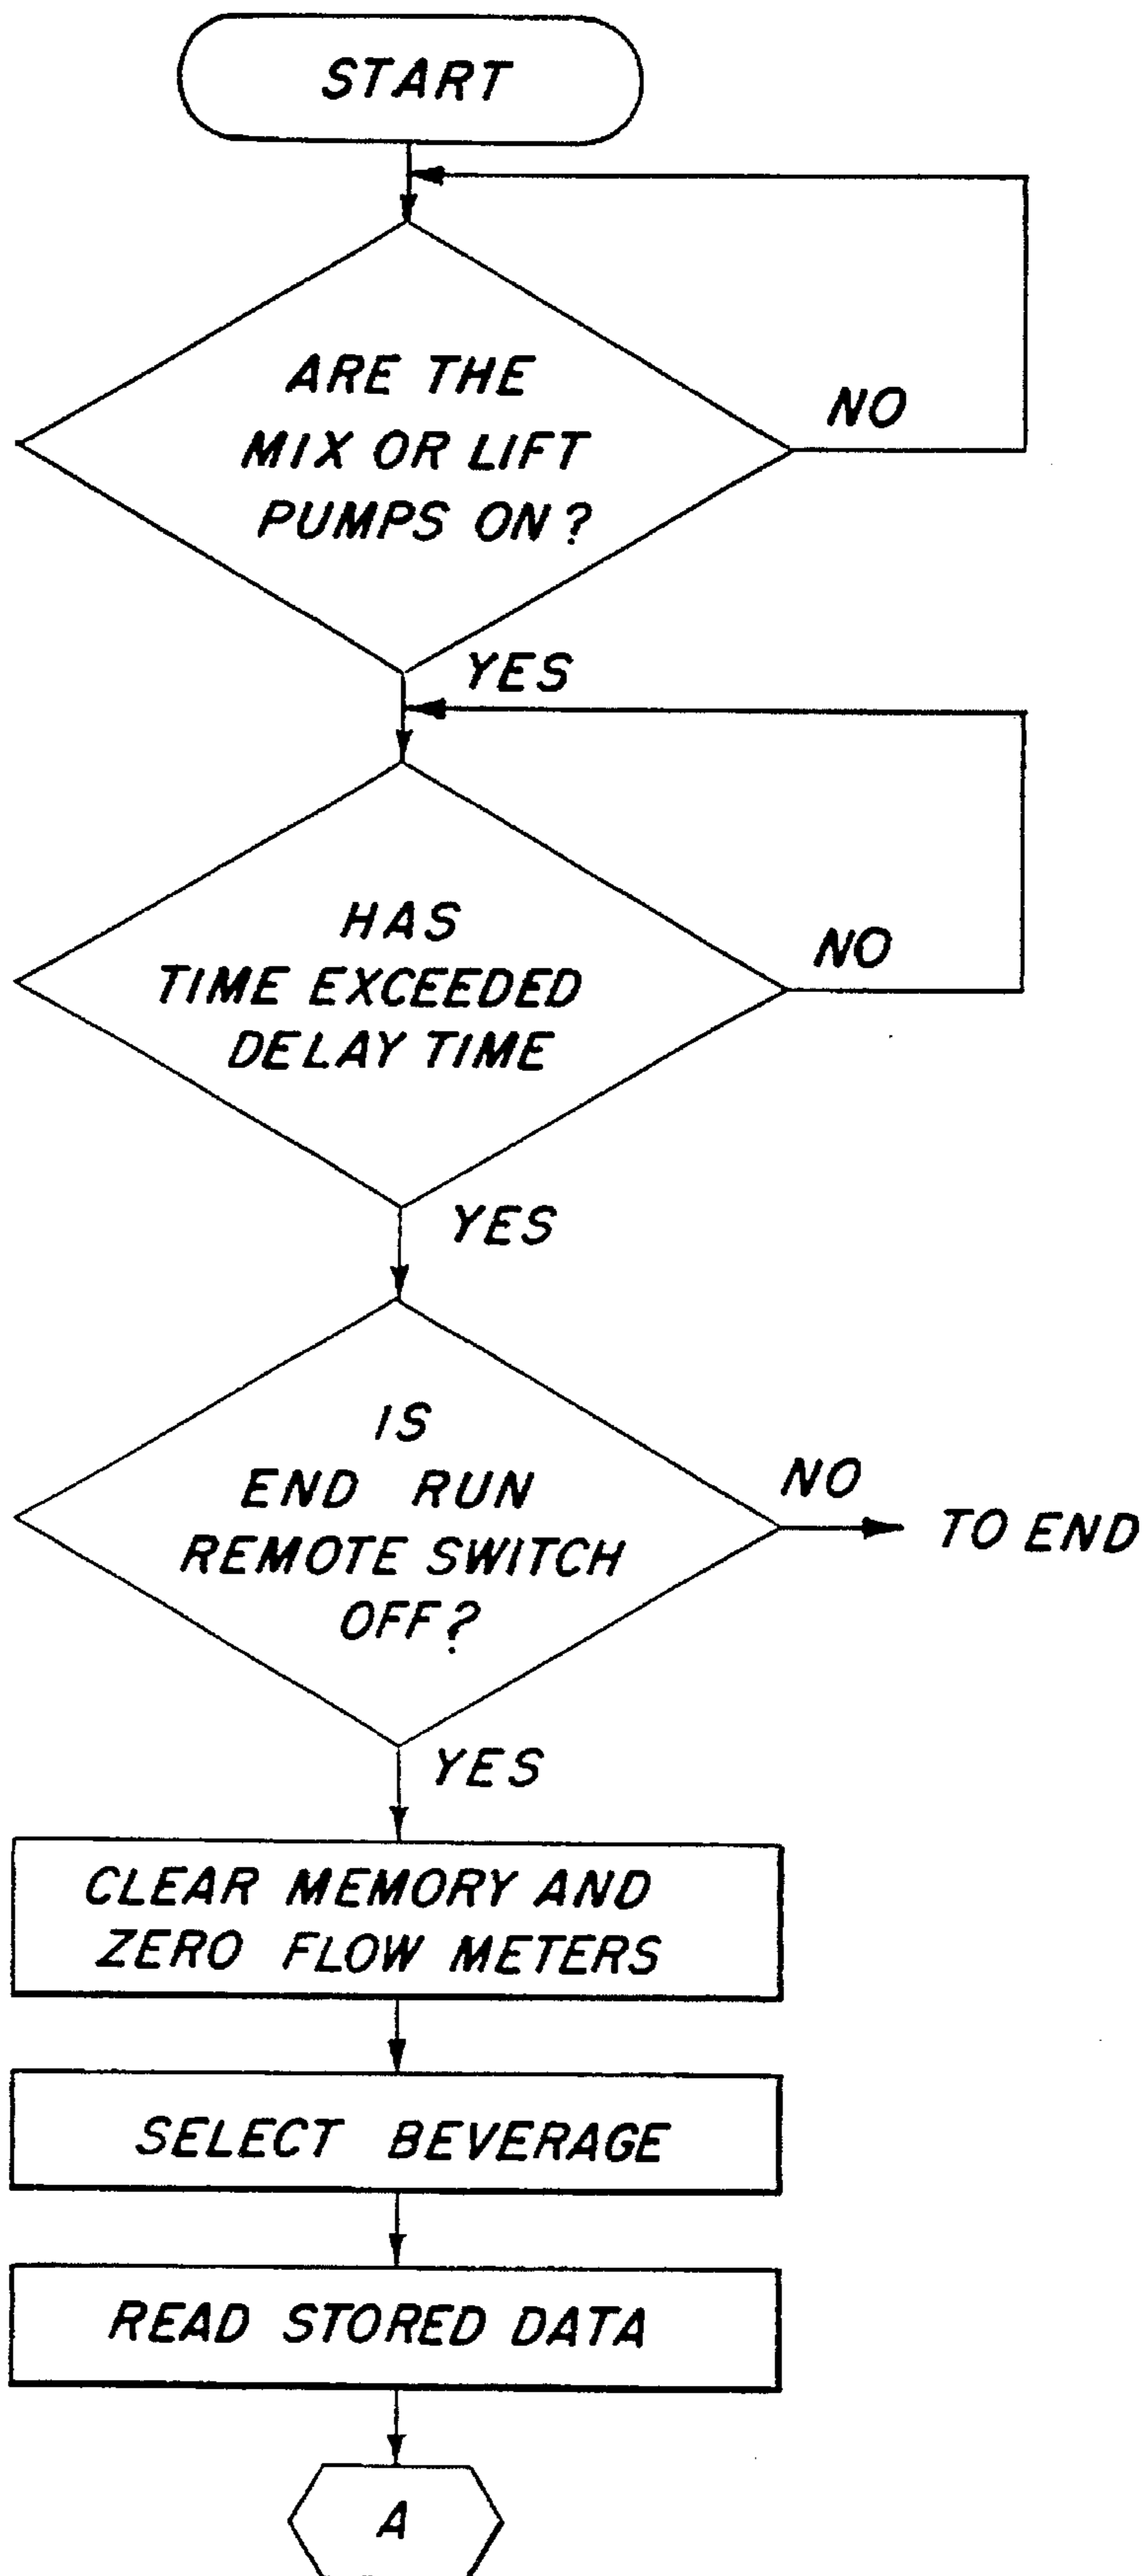 START
ARE THE
MIX OR LIFT
PUMPS ON?
NO
YES
HAS
TIME EXCEEDED
DELAY TIME
NO
YES
IS
END RUN
REMOTE SWITCH
OFF?
NO
TO END
YES
CLEAR MEMORY AND
ZERO FLOW METERS
SELECT BEVERAGE
READ STORED DATA
A